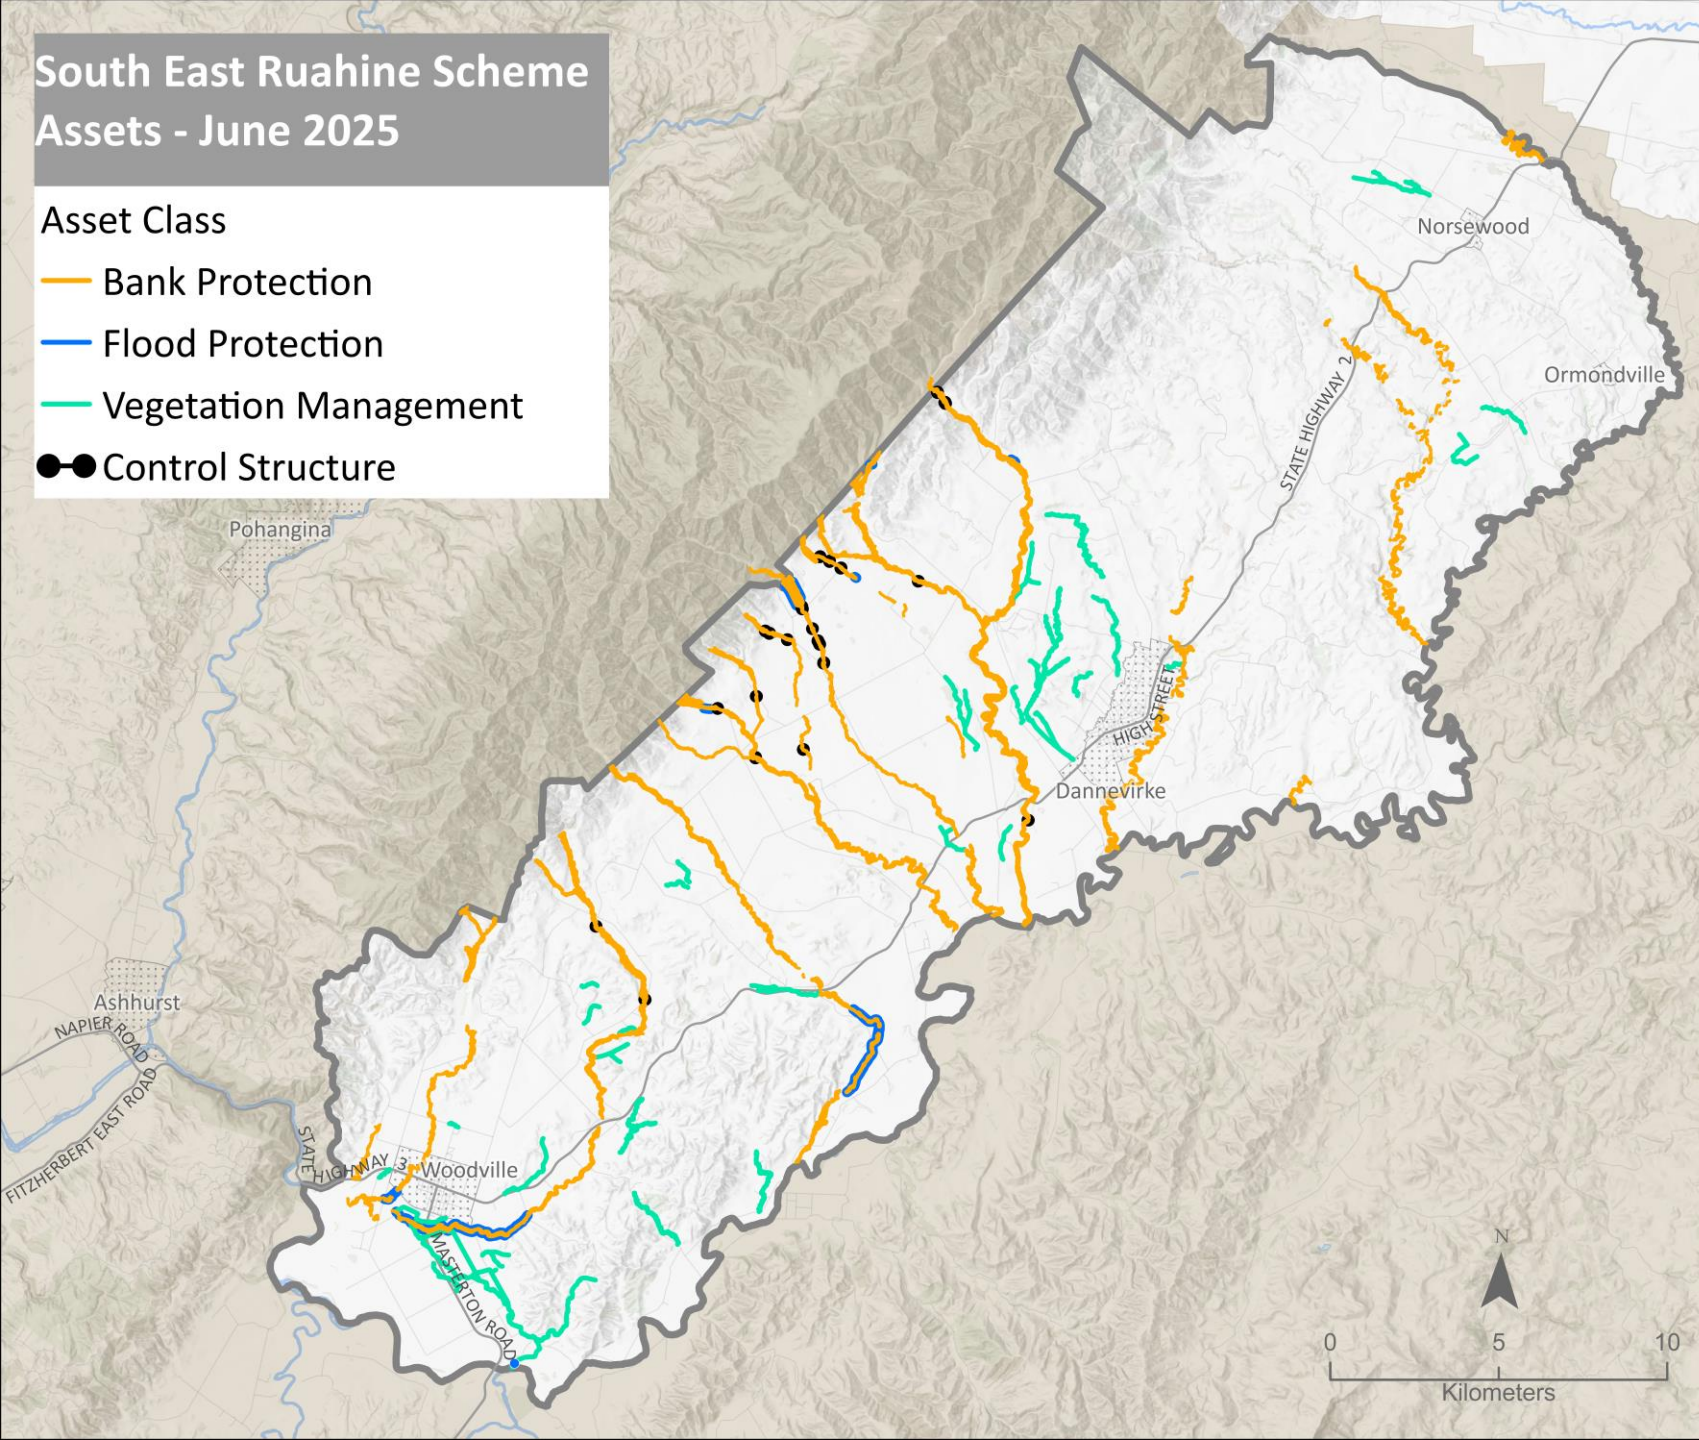 South East Ruahine Scheme
Assets - June 2025
Asset Class
Bank Protection
Flood Protection
Vegetation Management
Control Structure
Norsewood
Ormondville
STATE HIGHWAY 2
Pohangina
HIGH STREET
Dannevirke
Ashhurst
NAPIER ROAD
FITZHERBERT EAST ROAD
STATE HIGHWAY 3
Woodville
MASTERTON ROAD
N
0 5 10
Kilometers